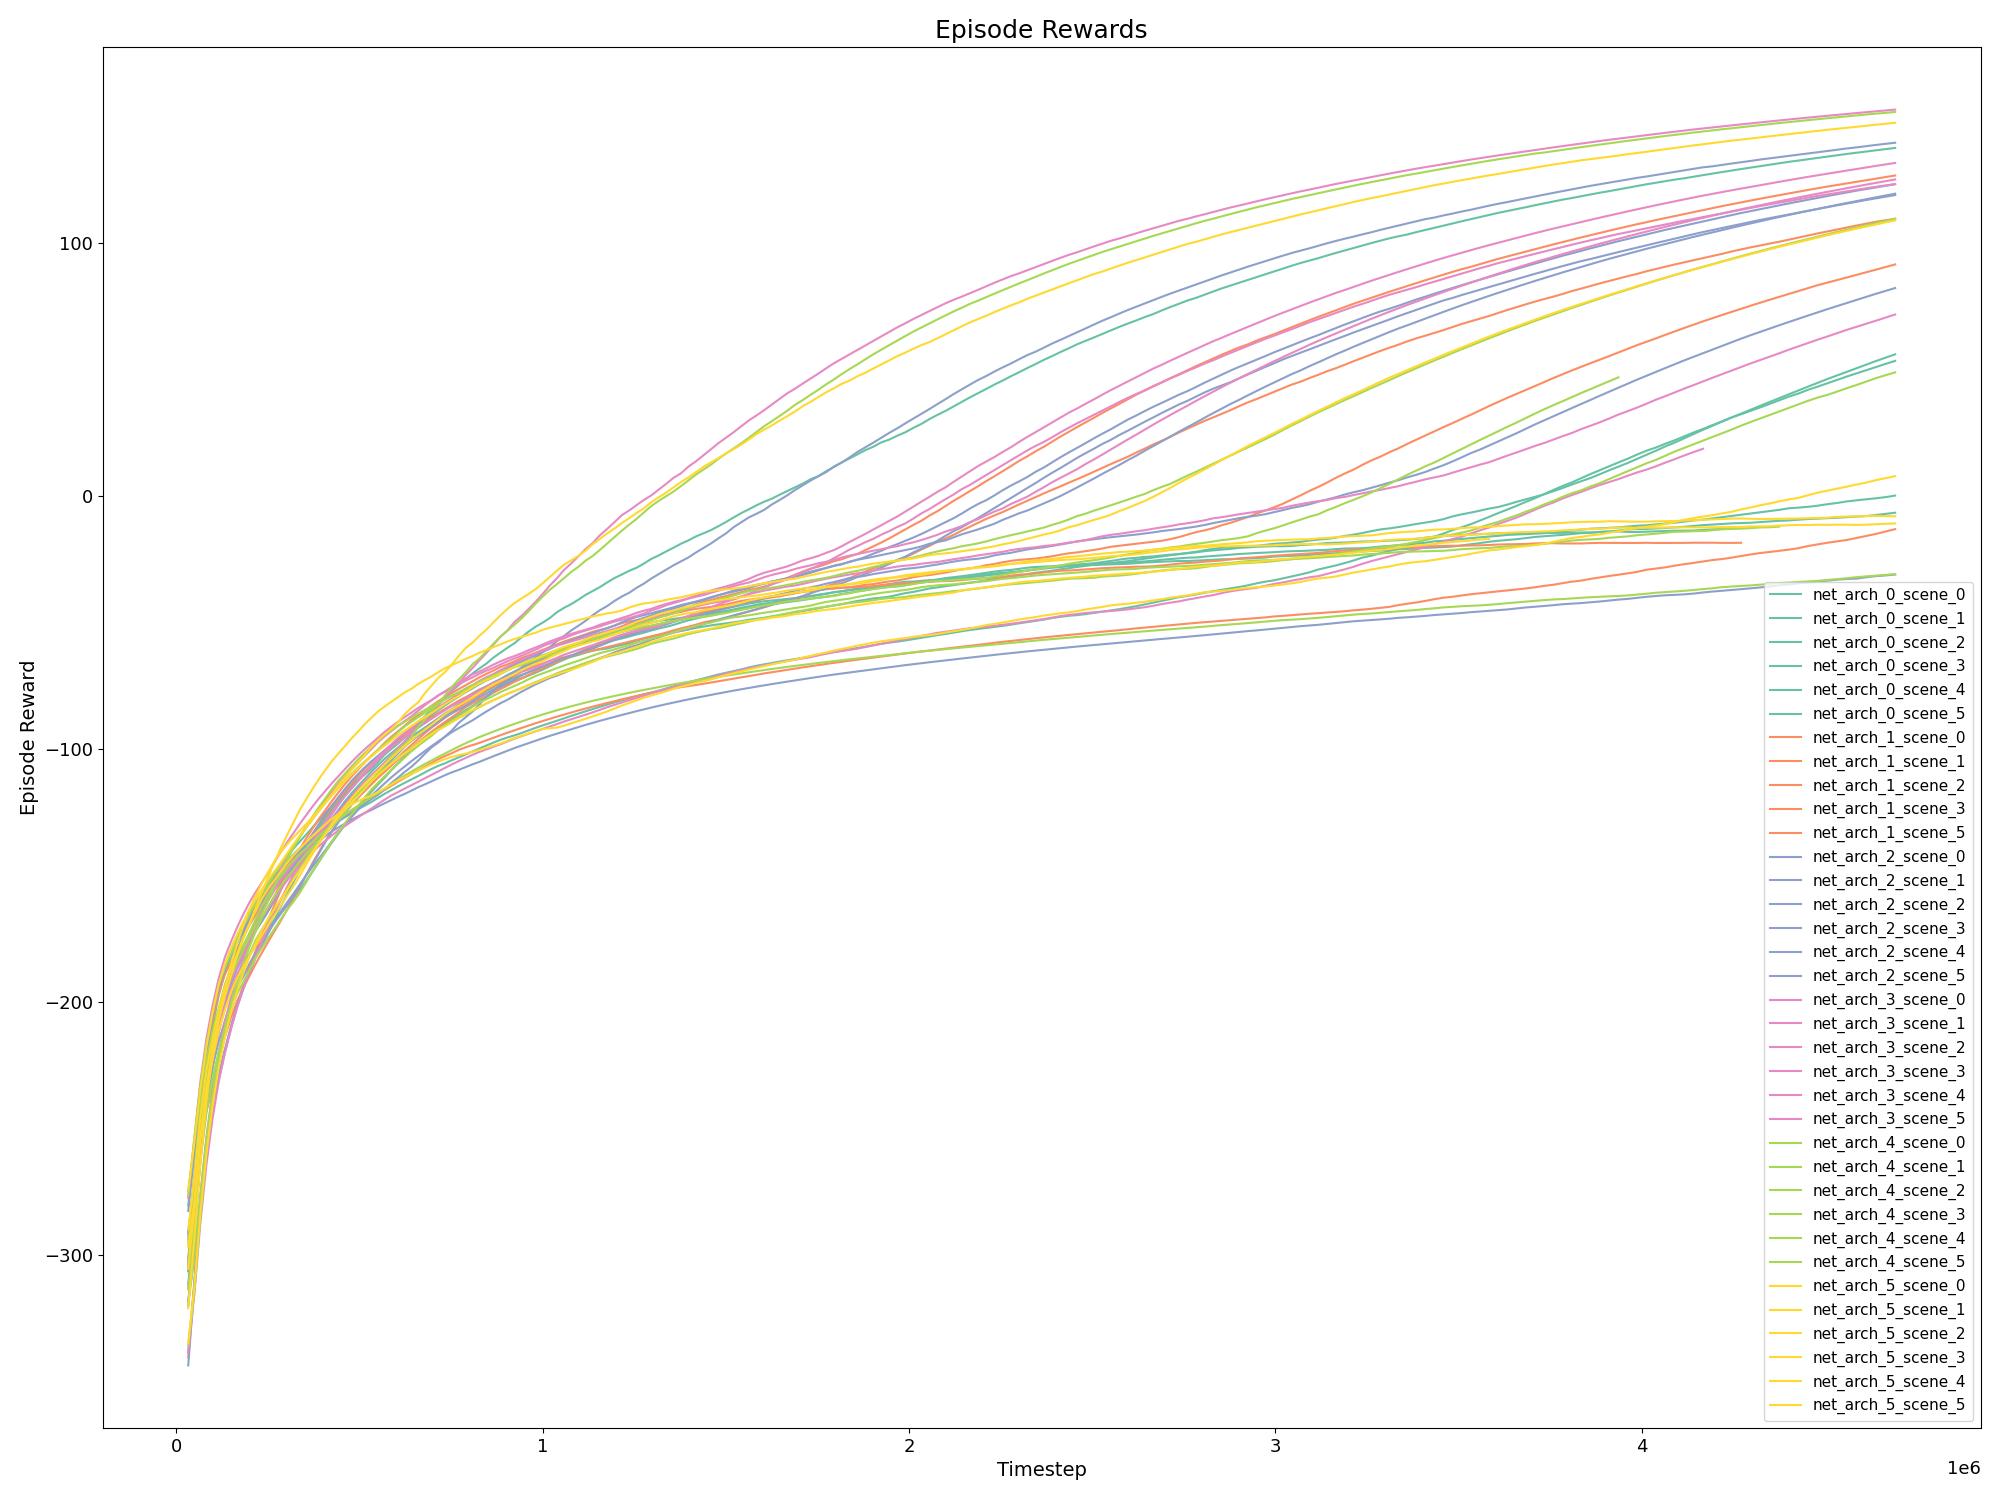 Episode Rewards
100
0
−100
−200
−300
Episode Reward
0
1
2
3
4
1e6
Timestep
net_arch_0_scene_0
net_arch_0_scene_1
net_arch_0_scene_2
net_arch_0_scene_3
net_arch_0_scene_4
net_arch_0_scene_5
net_arch_1_scene_0
net_arch_1_scene_1
net_arch_1_scene_2
net_arch_1_scene_3
net_arch_1_scene_5
net_arch_2_scene_0
net_arch_2_scene_1
net_arch_2_scene_2
net_arch_2_scene_3
net_arch_2_scene_4
net_arch_2_scene_5
net_arch_3_scene_0
net_arch_3_scene_1
net_arch_3_scene_2
net_arch_3_scene_3
net_arch_3_scene_4
net_arch_3_scene_5
net_arch_4_scene_0
net_arch_4_scene_1
net_arch_4_scene_2
net_arch_4_scene_3
net_arch_4_scene_4
net_arch_4_scene_5
net_arch_5_scene_0
net_arch_5_scene_1
net_arch_5_scene_2
net_arch_5_scene_3
net_arch_5_scene_4
net_arch_5_scene_5